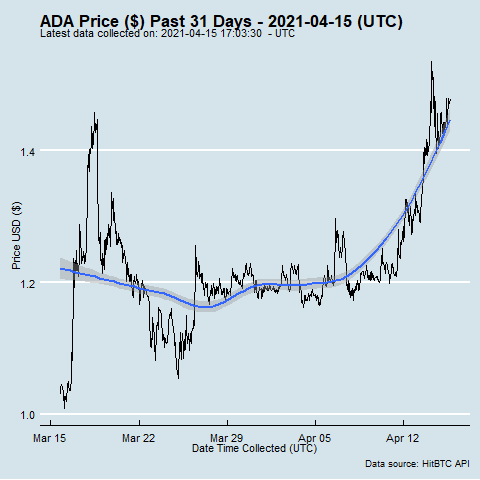 ADA Price ($) Past 31 Days - 2021-04-15 (UTC)
Latest data collected on: 2021-04-15 17:03:30 - UTC
Price USD ($)
1.4
1.2
1.0
Mar 15 Mar 22 Mar 29 Apr 05 Apr 12
Date Time Collected (UTC)
Data source: HitBTC API